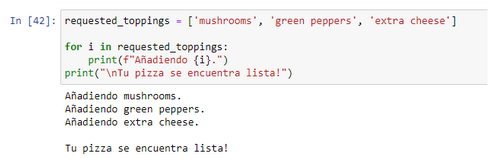 In [42]: requested_toppings = ['mushrooms', 'green peppers', 'extra cheese']
for i in requested_toppings:
print(f"Añadiendo {i}.")
print("\nTu pizza se encuentra lista!")
Añadiendo mushrooms.
Añadiendo green peppers.
Añadiendo extra cheese.
Tu pizza se encuentra lista!